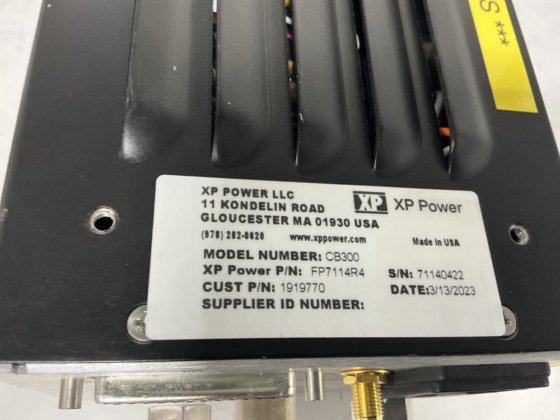 S ***
XP POWER LLC
11 KONDELIN ROAD
GLOUCESTER MA 01930 USA
(978) 282-0620 www.xppower.com
XP XP Power
Made in USA
MODEL NUMBER: CB300
XP Power P/N: FP7114R4 S/N: 71140422
CUST P/N: 1919770 DATE:3/13/2023
SUPPLIER ID NUMBER: